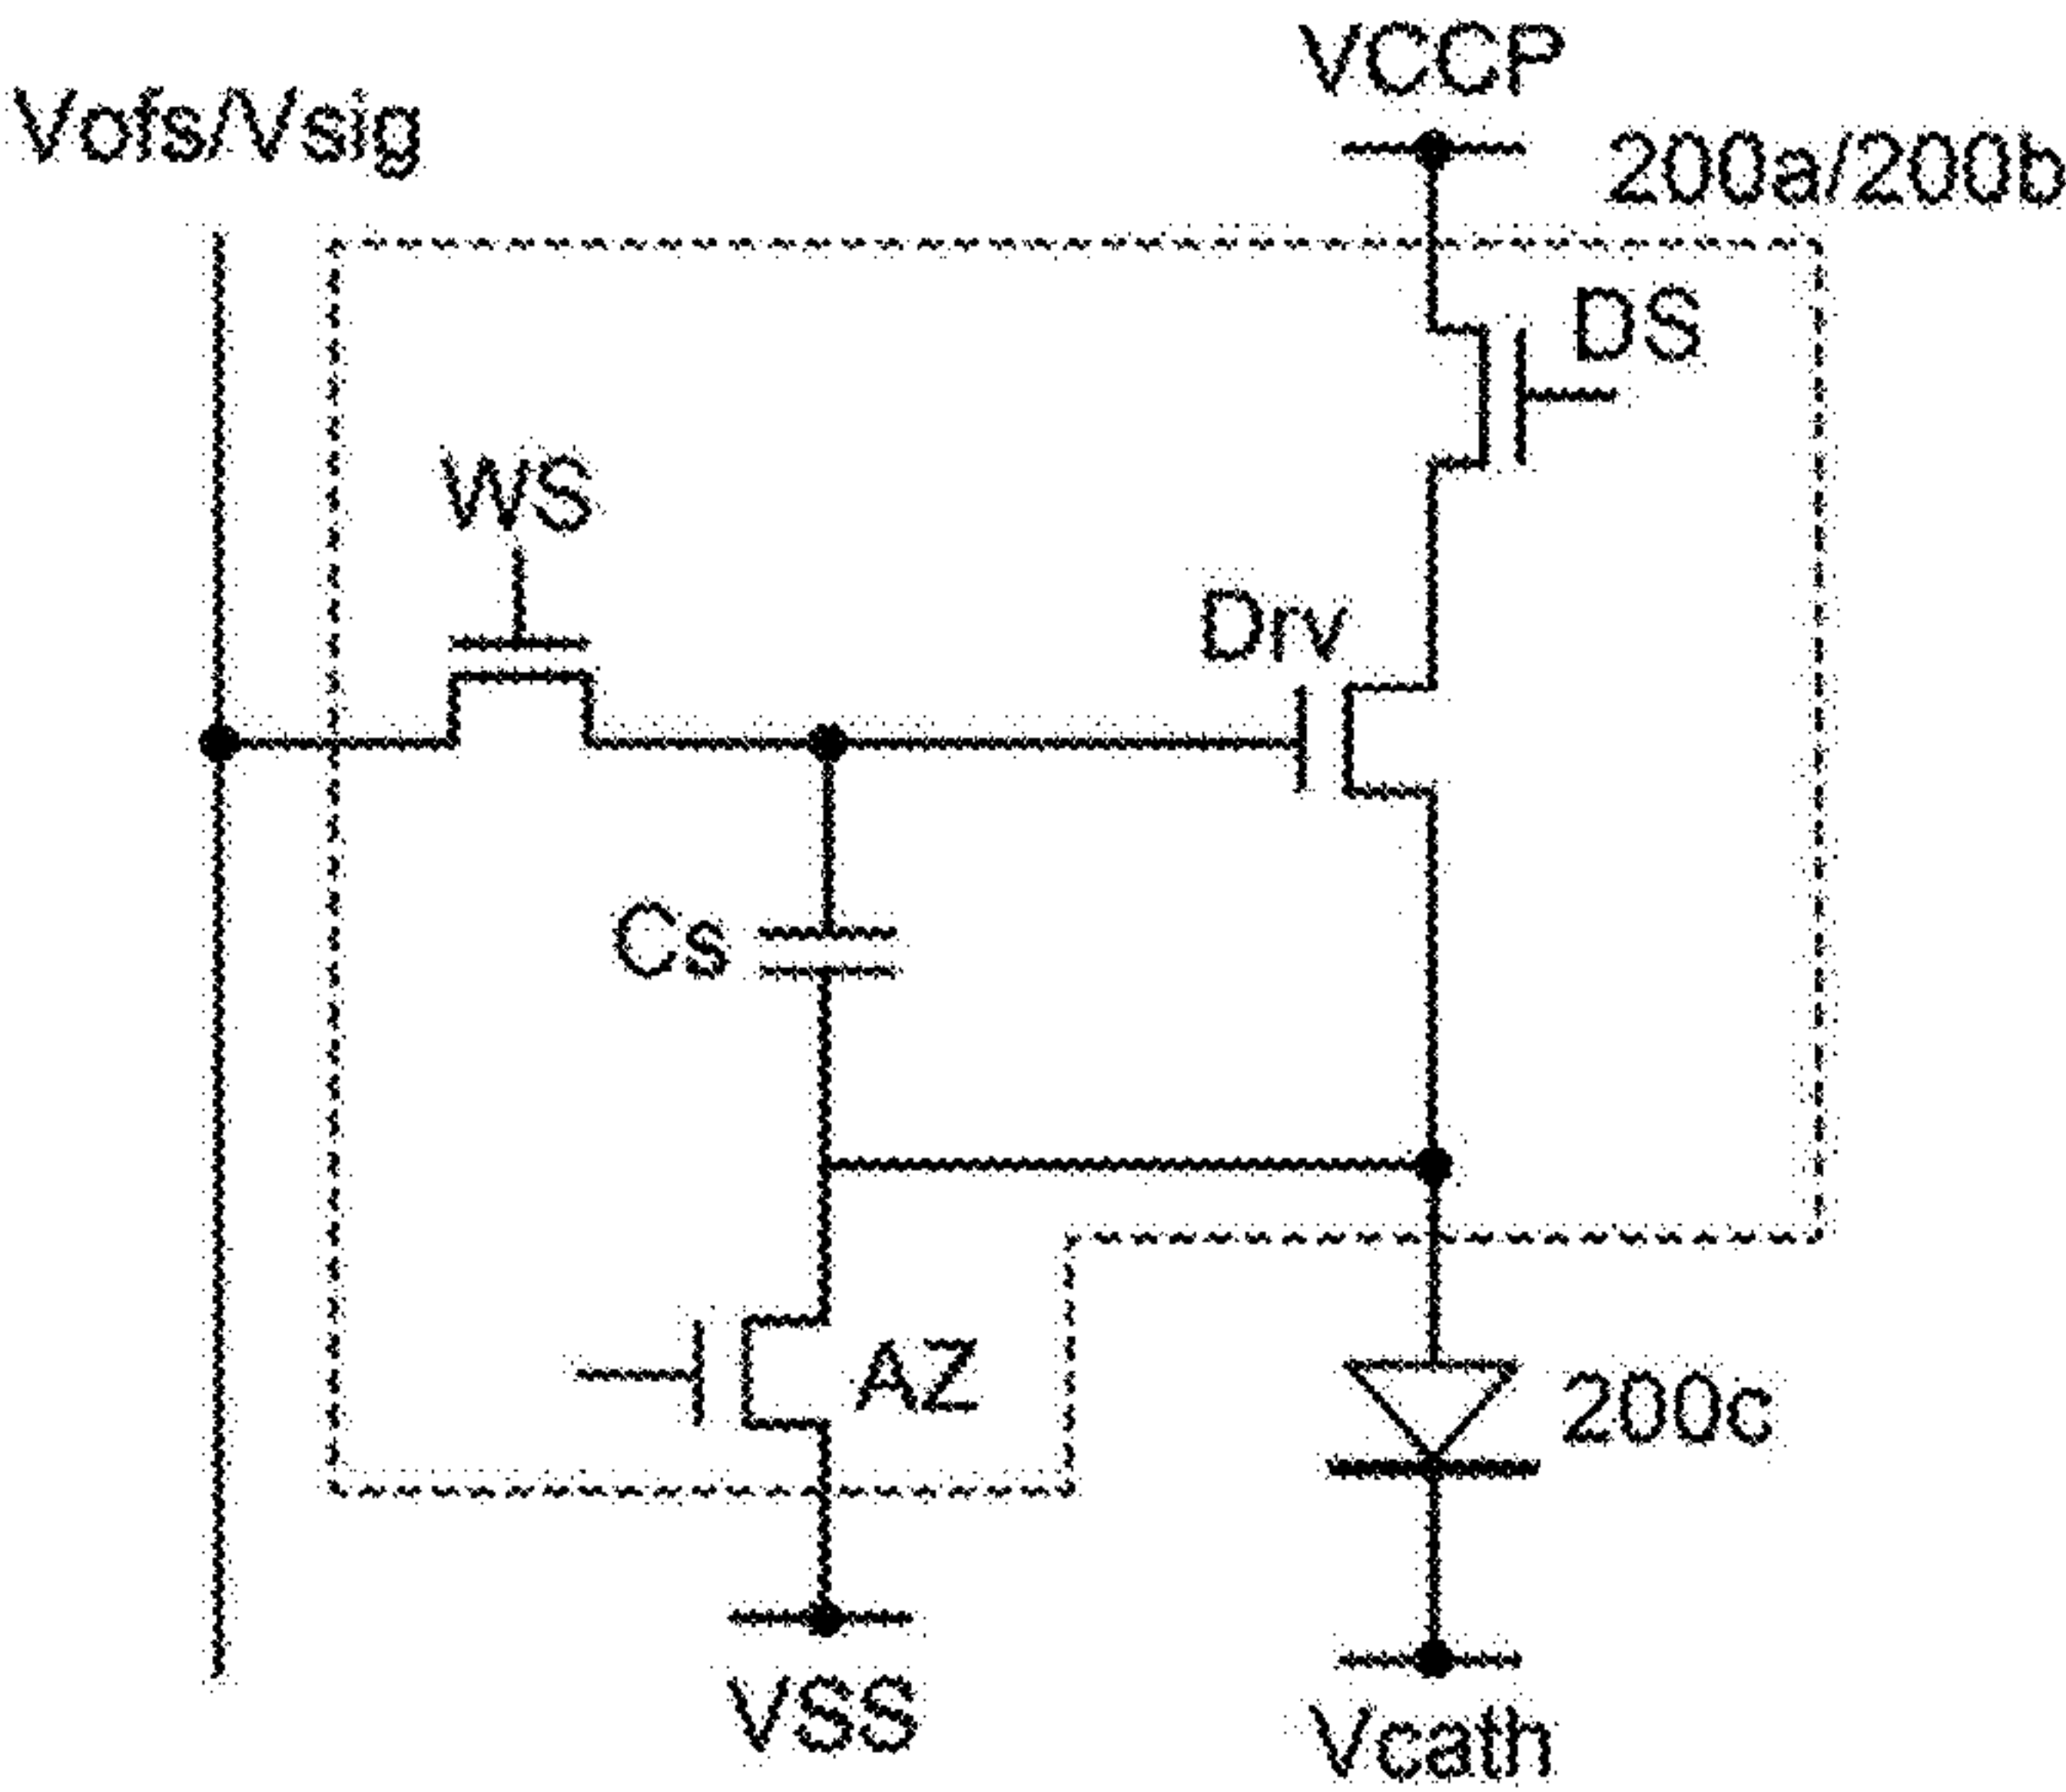 VCCP
Vofs/Vsig
200a/200b
DS
WS
Drv
Cs
AZ
200c
VSS
Vcath